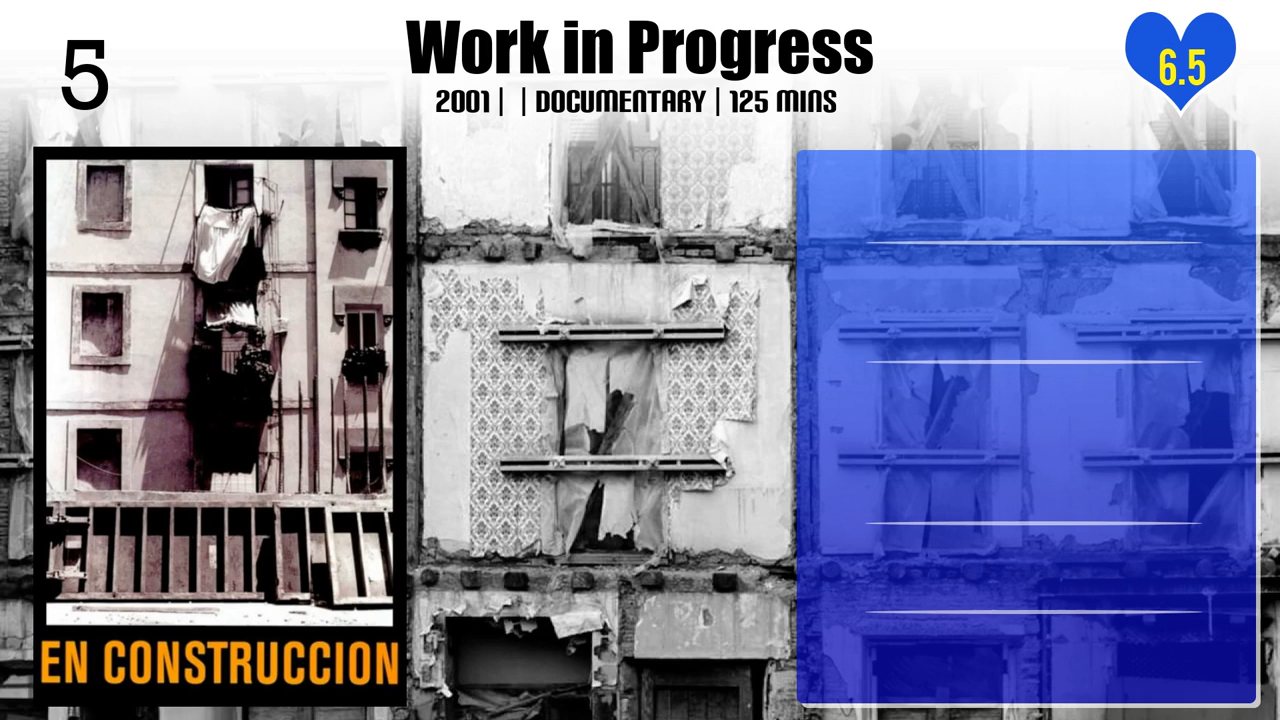 5
Work in Progress
2001 | | DOCUMENTARY | 125 MINS
6.5
EN CONSTRUCCION